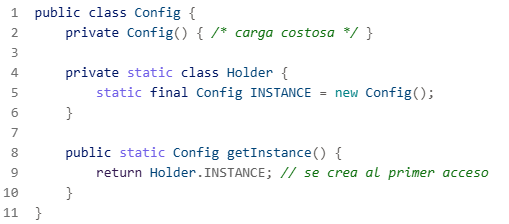 1 public class Config {
2     private Config() { /* carga costosa */ }
3
4     private static class Holder {
5         static final Config INSTANCE = new Config();
6     }
7
8     public static Config getInstance() {
9         return Holder.INSTANCE; // se crea al primer acceso
10     }
11 }